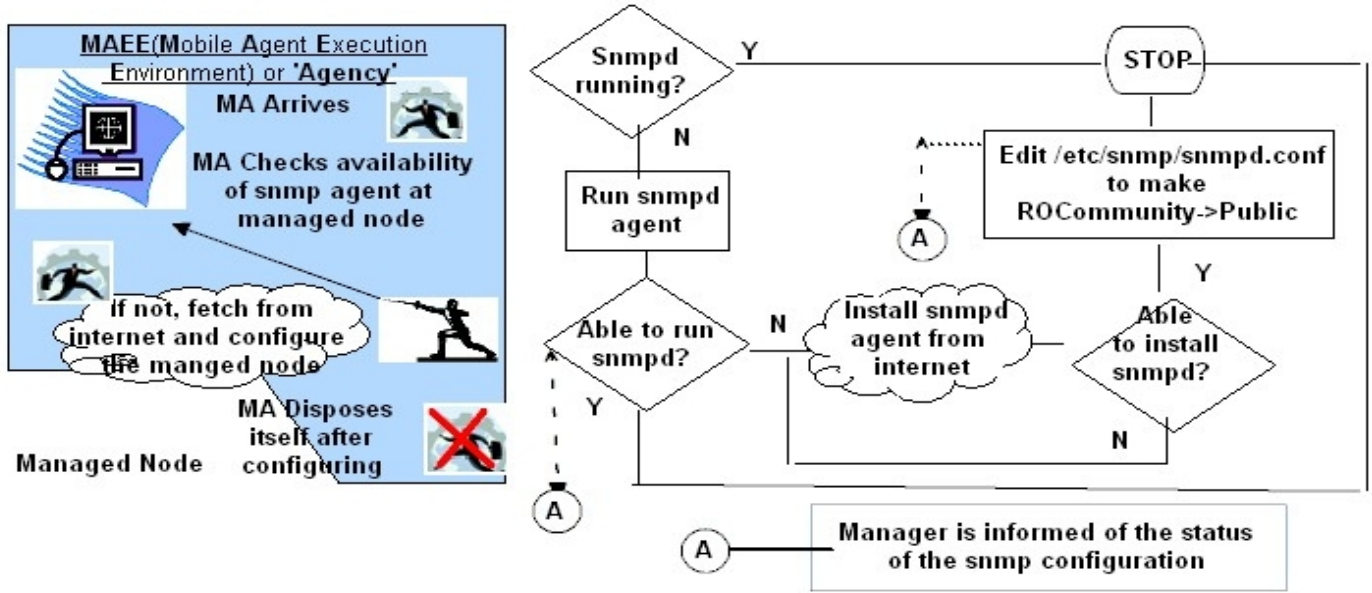 MAEE(Mobile Agent Execution
Environment) or 'Agency'
MA Arrives
MA Checks availability
of snmp agent at
managed node
If not, fetch from
internet and configure
the manged node
MA Disposes
itself after
configuring
Managed Node
Snmpd
running?
Y
N
Run snmpd
agent
Able to run
snmpd?
N
Y
A
Install snmpd
agent from
internet
Able
to install
snmpd?
Y
N
Edit /etc/snmp/snmpd.conf
to make
ROCommunity->Public
A
STOP
A
Manager is informed of the status
of the snmp configuration